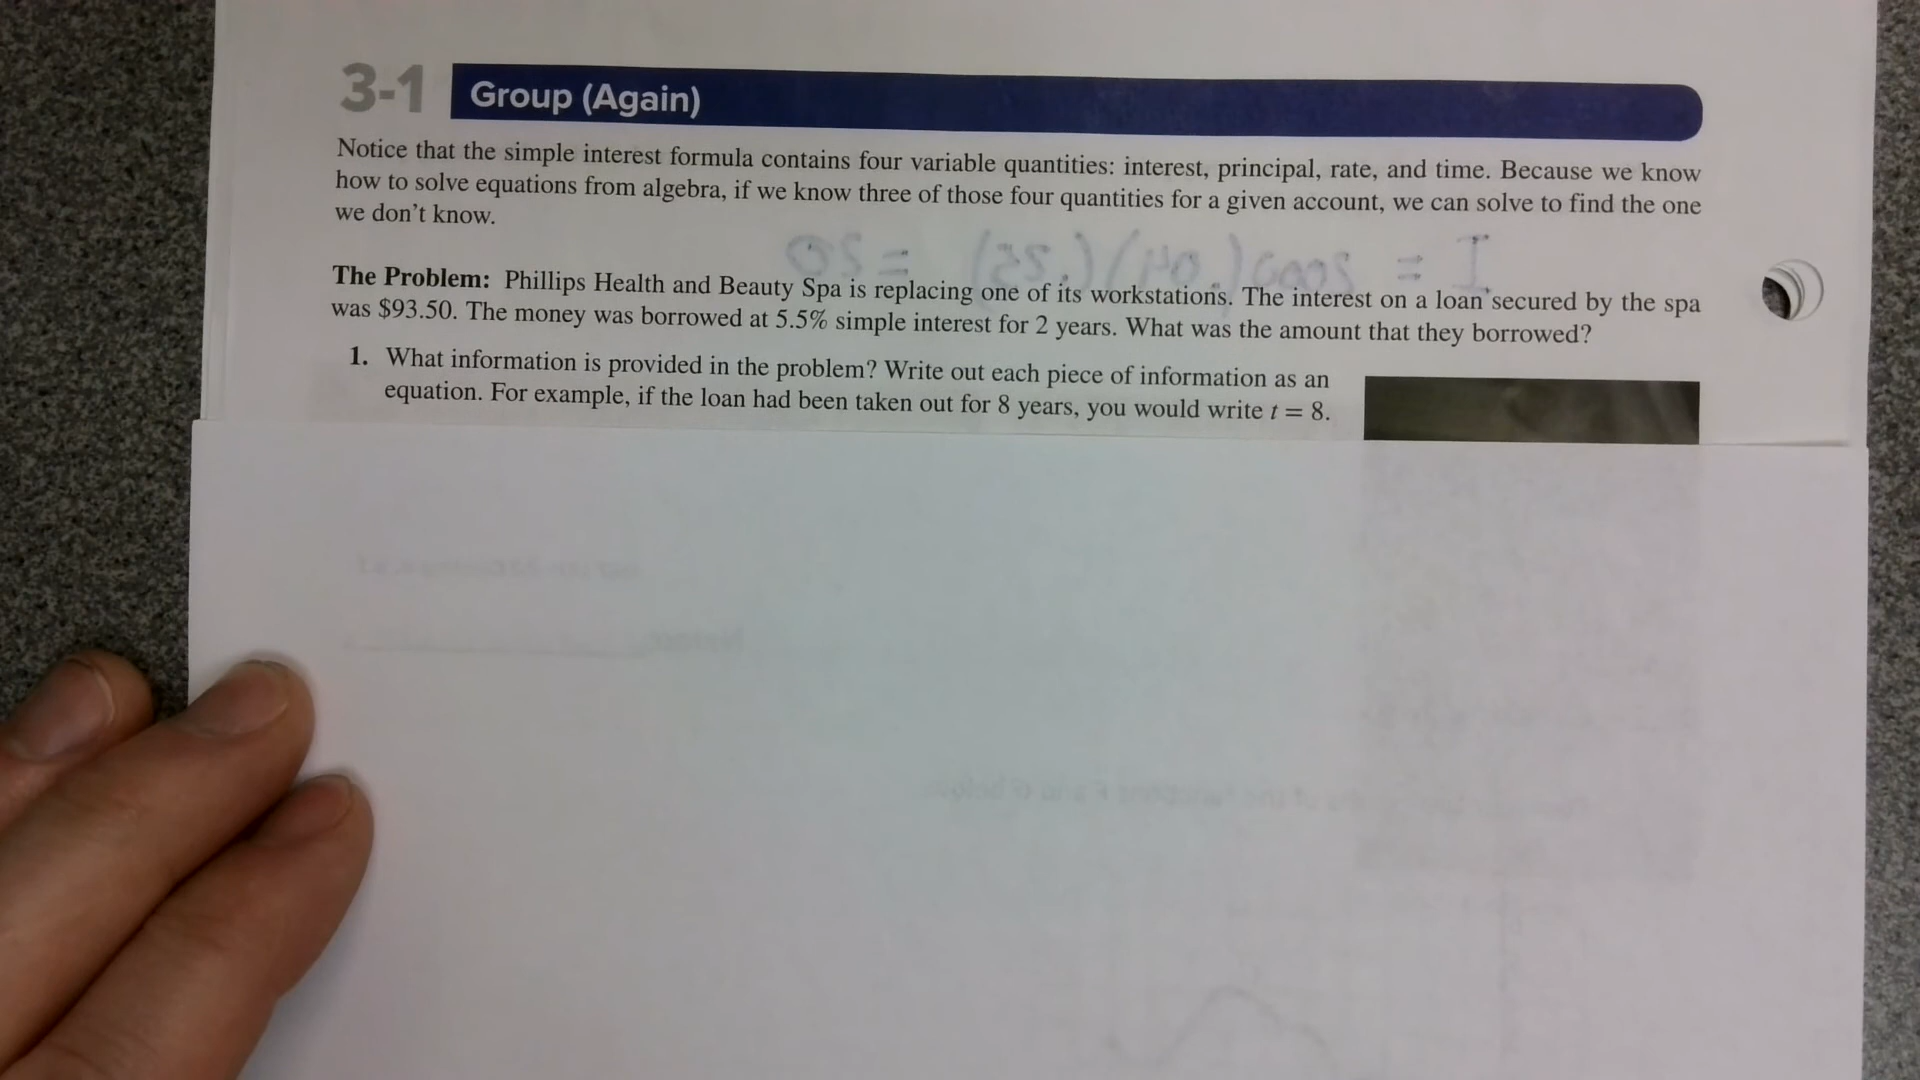 3-1 Group (Again)
Notice that the simple interest formula contains four variable quantities: interest, principal, rate, and time. Because we know
how to solve equations from algebra, if we know three of those four quantities for a given account, we can solve to find the one
we don't know.
I = 5000(.04)(.25) = 50
The Problem: Phillips Health and Beauty Spa is replacing one of its workstations. The interest on a loan secured by the spa
was $93.50. The money was borrowed at 5.5% simple interest for 2 years. What was the amount that they borrowed?
1. What information is provided in the problem? Write out each piece of information as an
equation. For example, if the loan had been taken out for 8 years, you would write t = 8.